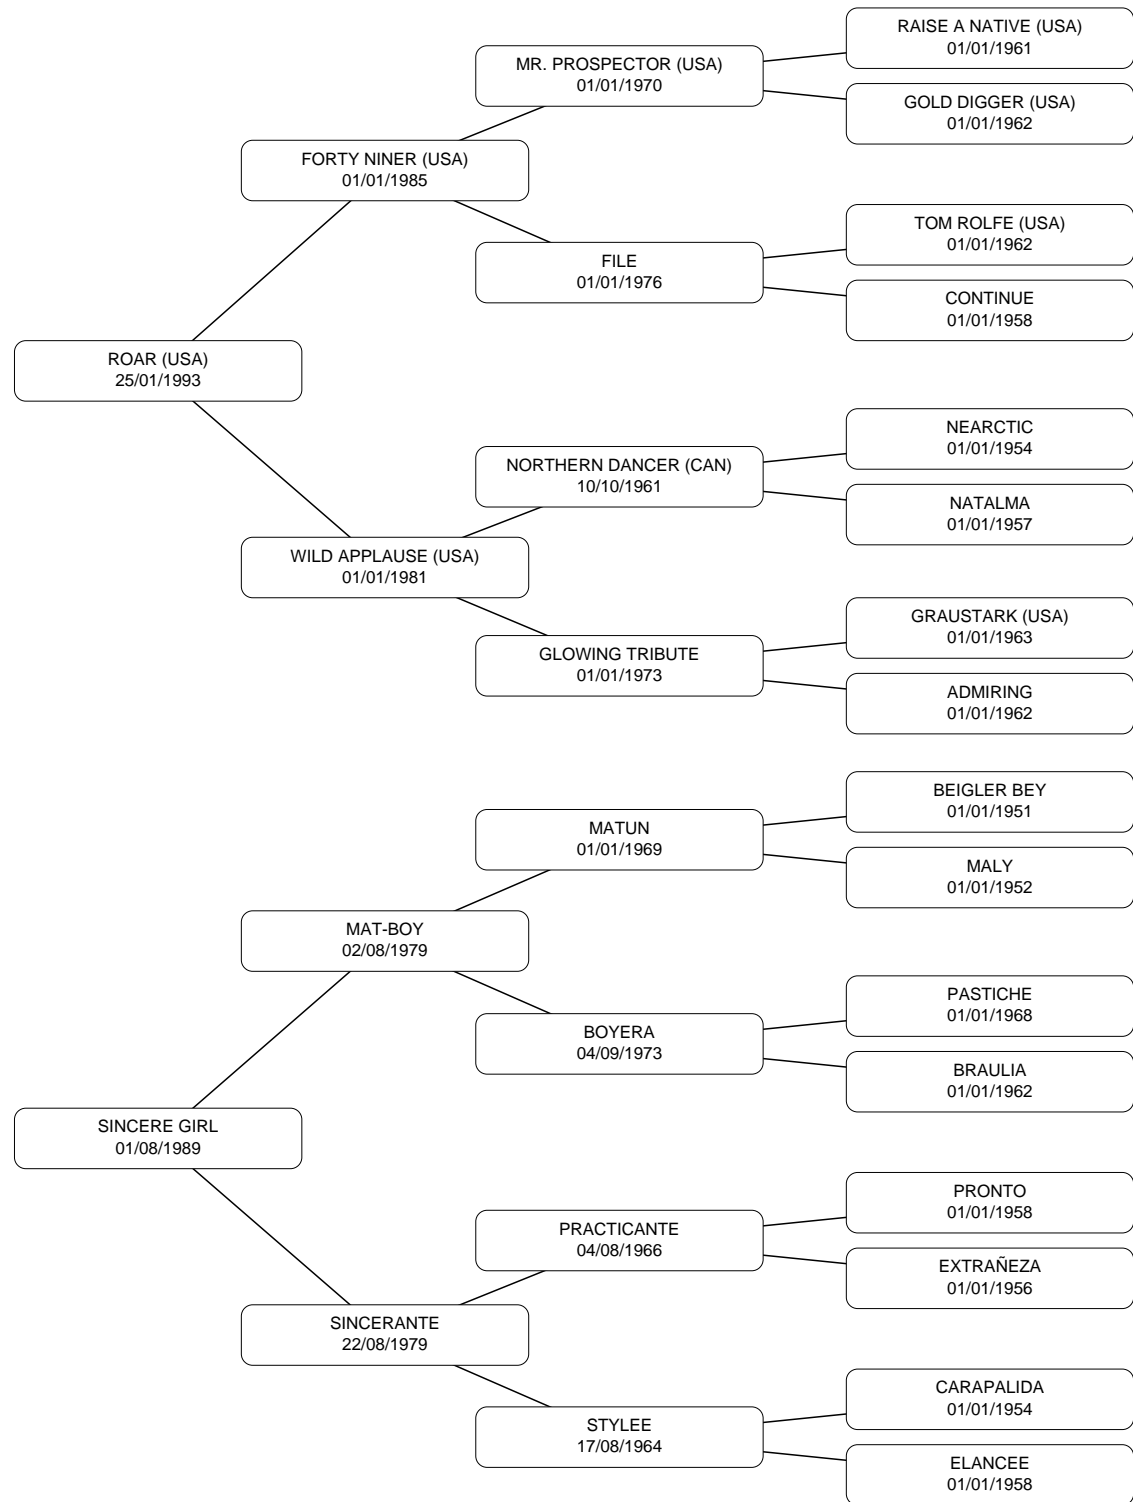 RAISE A NATIVE (USA)
01/01/1961
MR. PROSPECTOR (USA)
01/01/1970
GOLD DIGGER (USA)
01/01/1962
FORTY NINER (USA)
01/01/1985
TOM ROLFE (USA)
01/01/1962
FILE
01/01/1976
CONTINUE
01/01/1958
ROAR (USA)
25/01/1993
NEARCTIC
01/01/1954
NORTHERN DANCER (CAN)
10/10/1961
NATALMA
01/01/1957
WILD APPLAUSE (USA)
01/01/1981
GRAUSTARK (USA)
01/01/1963
GLOWING TRIBUTE
01/01/1973
ADMIRING
01/01/1962
BEIGLER BEY
01/01/1951
MATUN
01/01/1969
MALY
01/01/1952
MAT-BOY
02/08/1979
PASTICHE
01/01/1968
BOYERA
04/09/1973
BRAULIA
01/01/1962
SINCERE GIRL
01/08/1989
PRONTO
01/01/1958
PRACTICANTE
04/08/1966
EXTRAÑEZA
01/01/1956
SINCERANTE
22/08/1979
CARAPALIDA
01/01/1954
STYLEE
17/08/1964
ELANCEE
01/01/1958